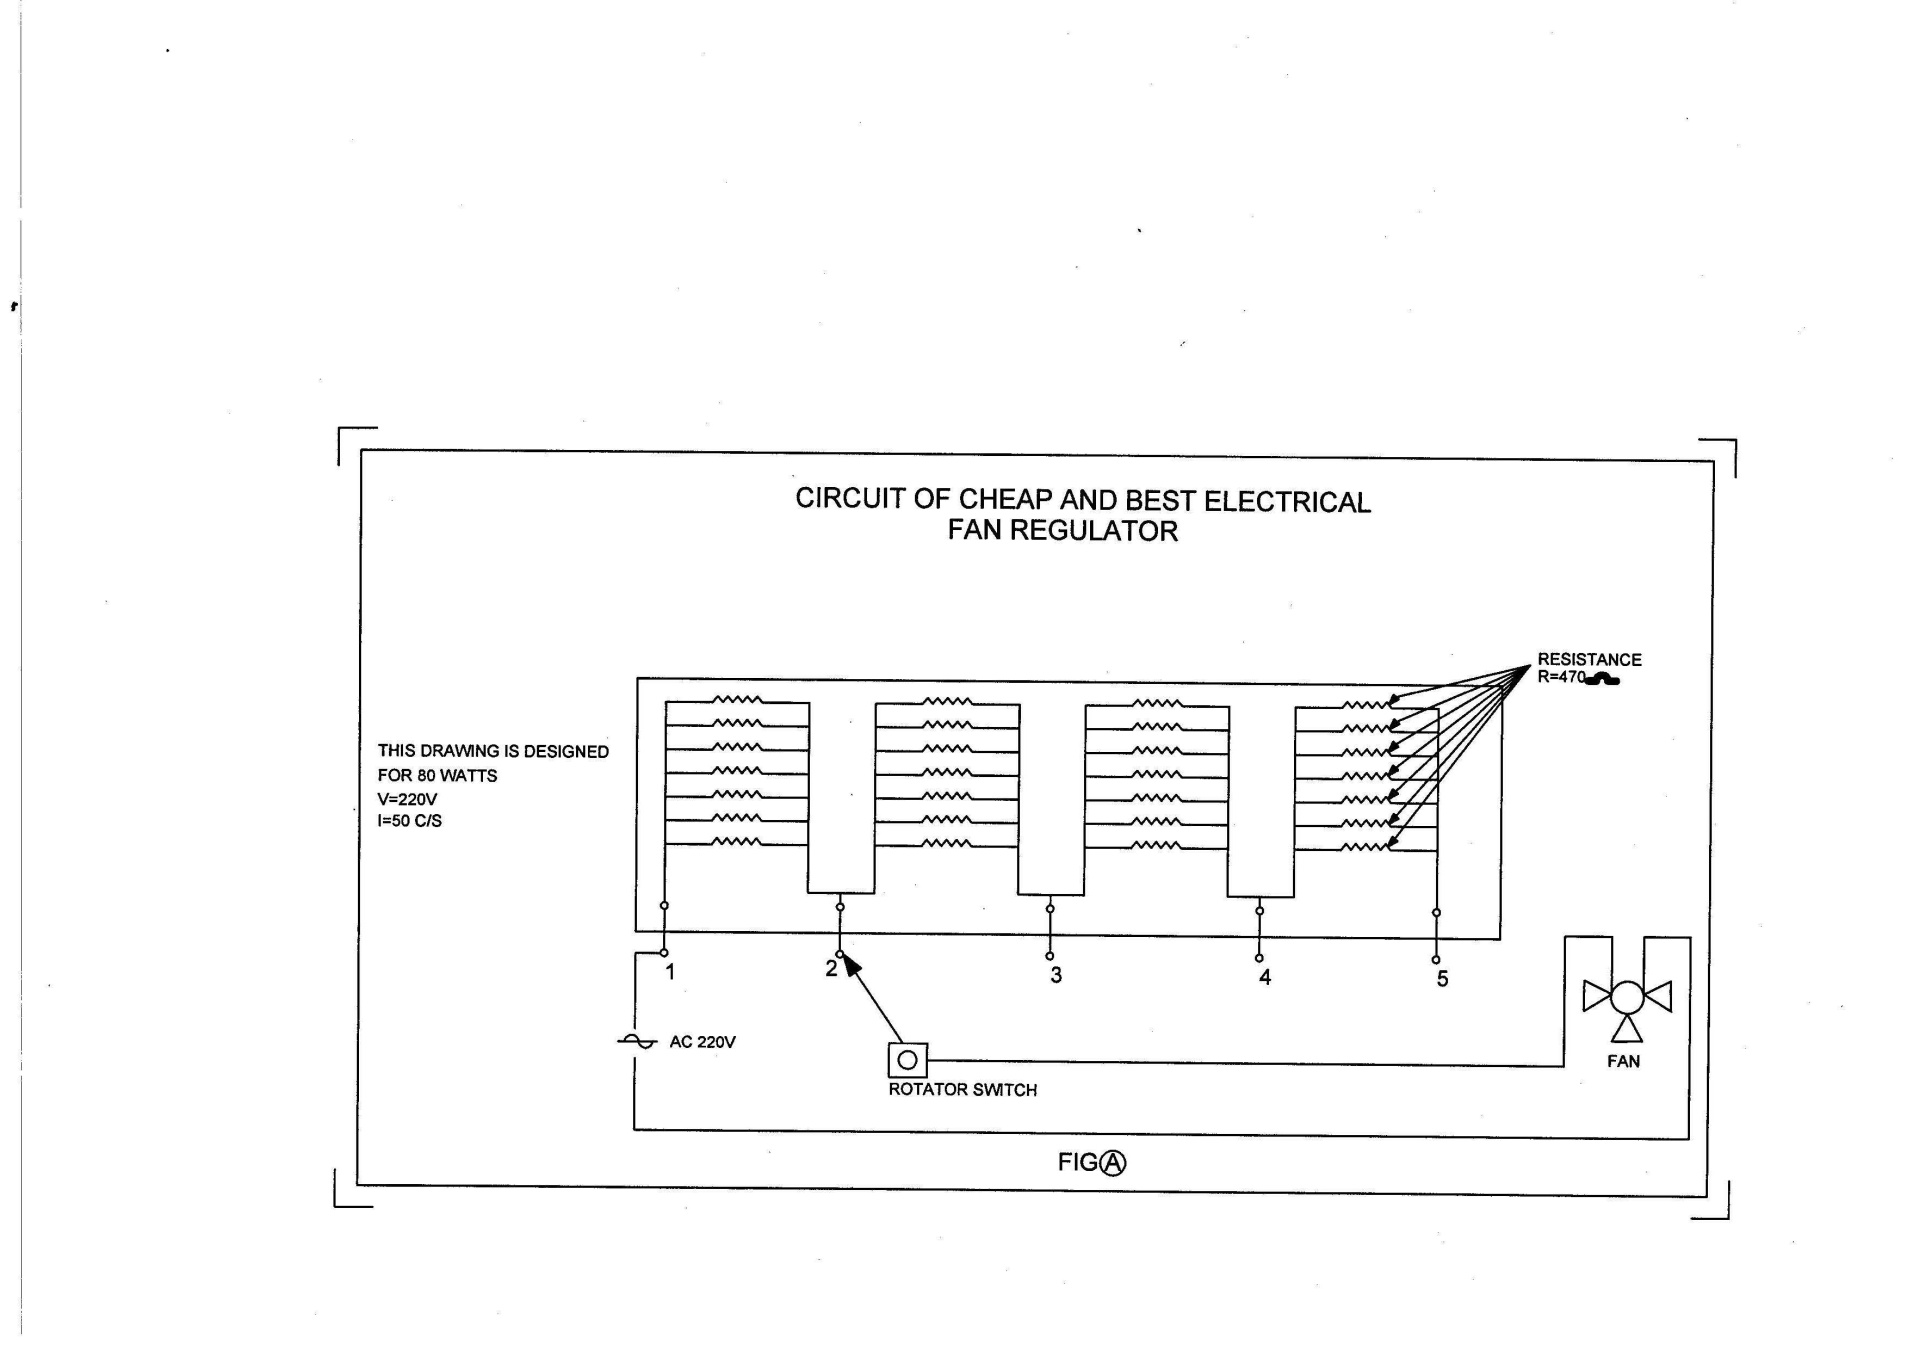 CIRCUIT OF CHEAP AND BEST ELECTRICAL
FAN REGULATOR
RESISTANCE
R=470
THIS DRAWING IS DESIGNED
FOR 80 WATTS
V=220V
I=50 C/S
1
2
3
4
5
AC 220V
ROTATOR SWITCH
FAN
FIG Ⓐ